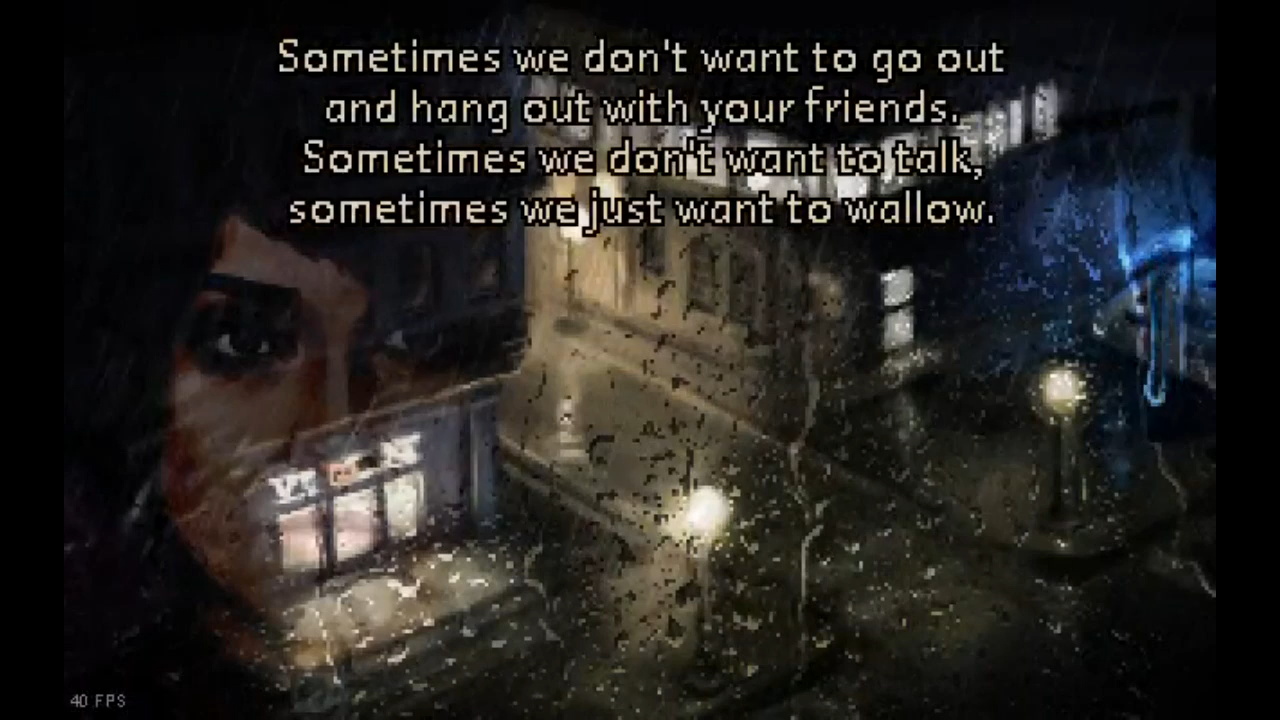 Sometimes we don't want to go out
and hang out with your friends.
Sometimes we don't want to talk,
sometimes we just want to wallow.
40 FPS